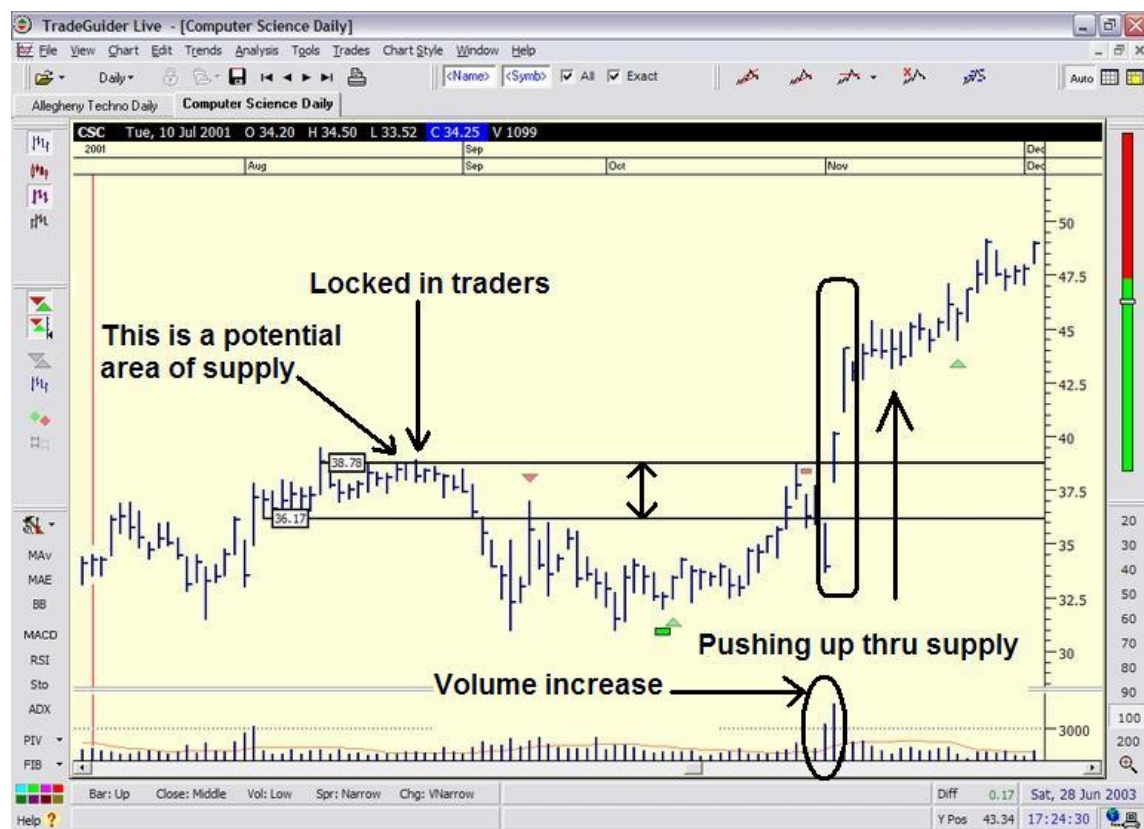 TradeGuider Live - [Computer Science Daily]
File View Chart Edit Trends Analysis Tools Trades Chart Style Window Help
Daily <Name> <Symb> All Exact Auto
Allegheny Techno Daily Computer Science Daily
CSC Tue, 10 Jul 2001 O 34.20 H 34.50 L 33.52 C 34.25 V 1099
2001 Sep Dec
Aug Sep Oct Nov Dec
50
Locked in traders
47.5
This is a potential
area of supply
45
42.5
40
38.78
37.5
36.17
35
32.5
30
Pushing up thru supply
Volume increase
3000
MAv
MAE
BB
MACD
RSI
Sto
ADX
PIV
FIB
20
30
40
50
60
70
80
90
100
200
Bar: Up Close: Middle Vol: Low Spr: Narrow Chg: VNarrow Diff 0.17 Sat, 28 Jun 2003
Help ? Y Pos 43.34 17:24:30